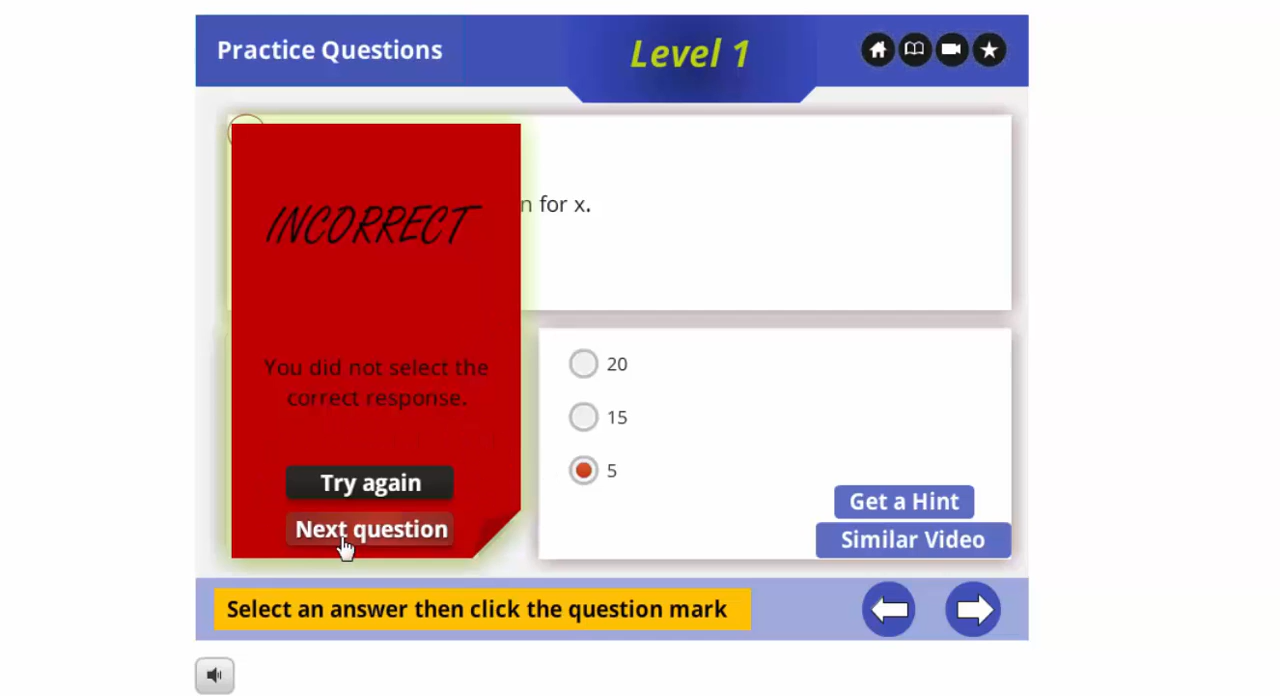 Practice Questions
Level 1
n for x.
INCORRECT
You did not select the
correct response.
Try again
Next question
20
15
5
Get a Hint
Similar Video
Select an answer then click the question mark